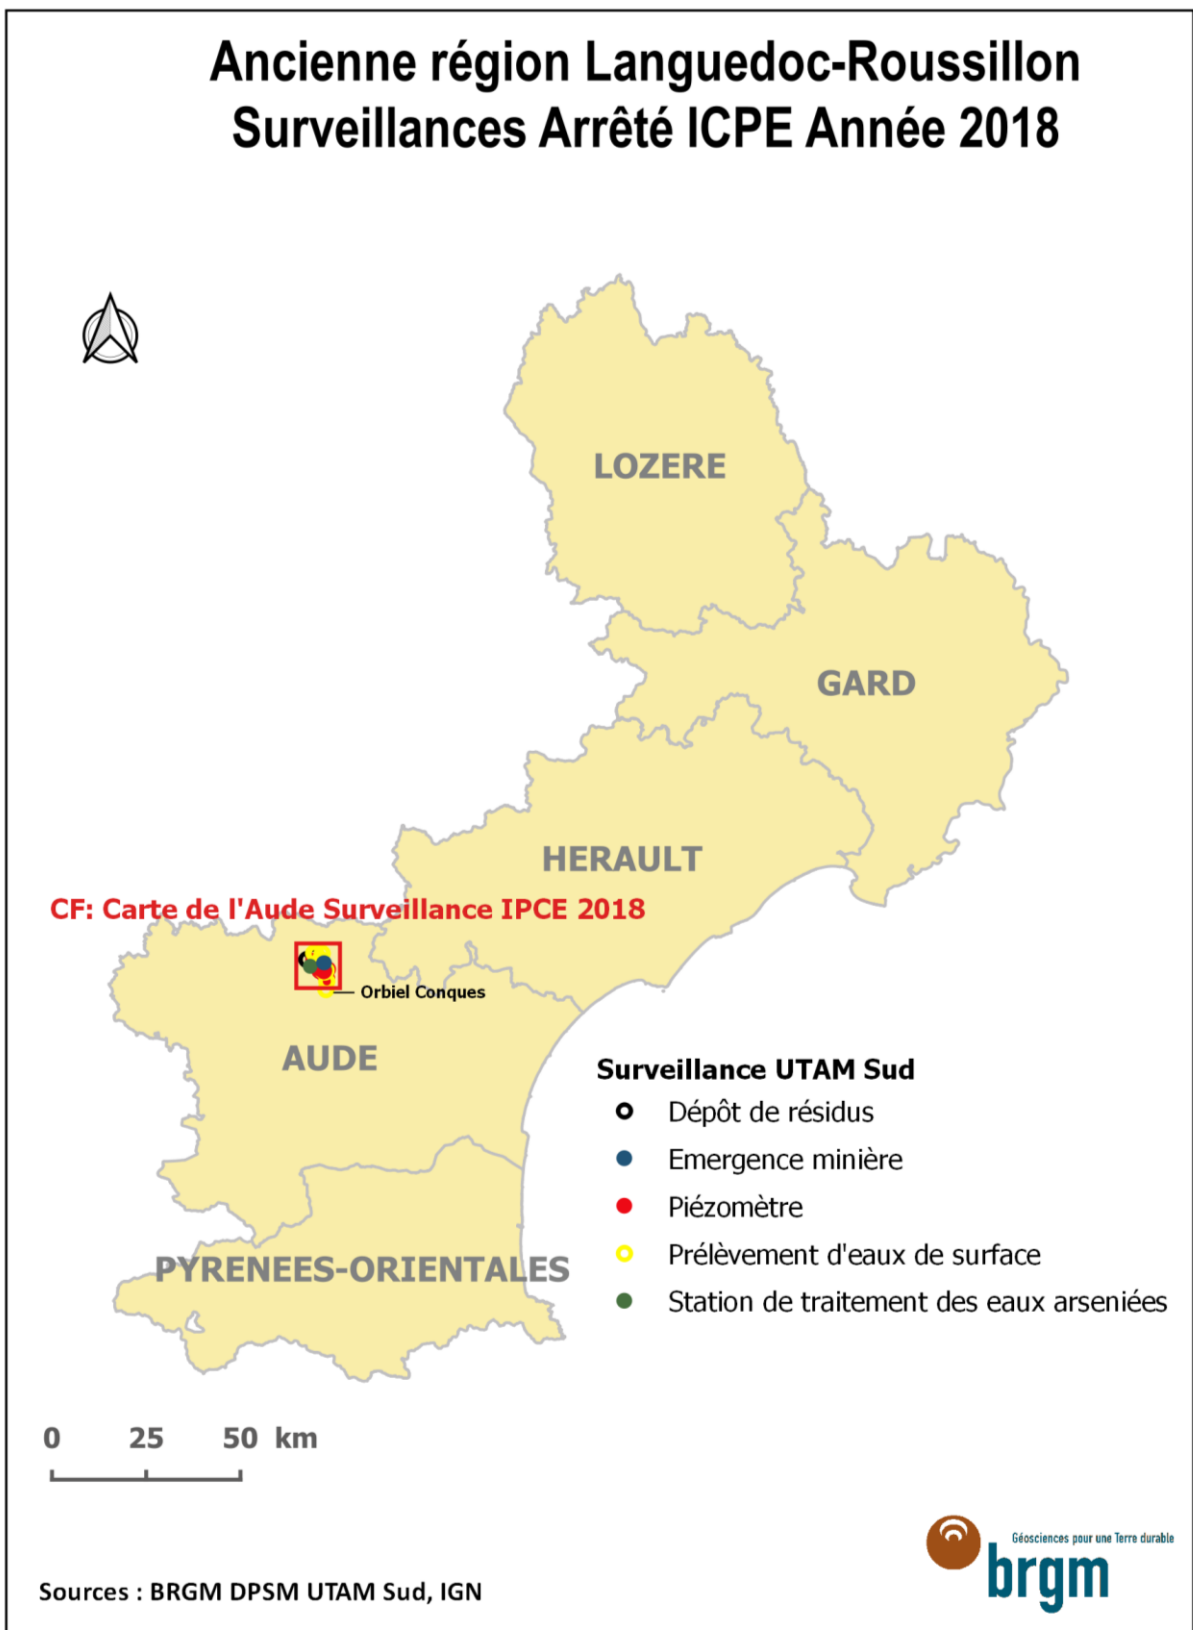 Ancienne région Languedoc-Roussillon
Surveillances Arrêté ICPE Année 2018
LOZERE
GARD
HERAULT
CF: Carte de l'Aude Surveillance IPCE 2018
Orbiel Conques
AUDE
Surveillance UTAM Sud
Dépôt de résidus
Emergence minière
Piézomètre
Prélèvement d'eaux de surface
Station de traitement des eaux arseniées
PYRENEES-ORIENTALES
0 25 50 km
Géosciences pour une Terre durable
brgm
Sources : BRGM DPSM UTAM Sud, IGN